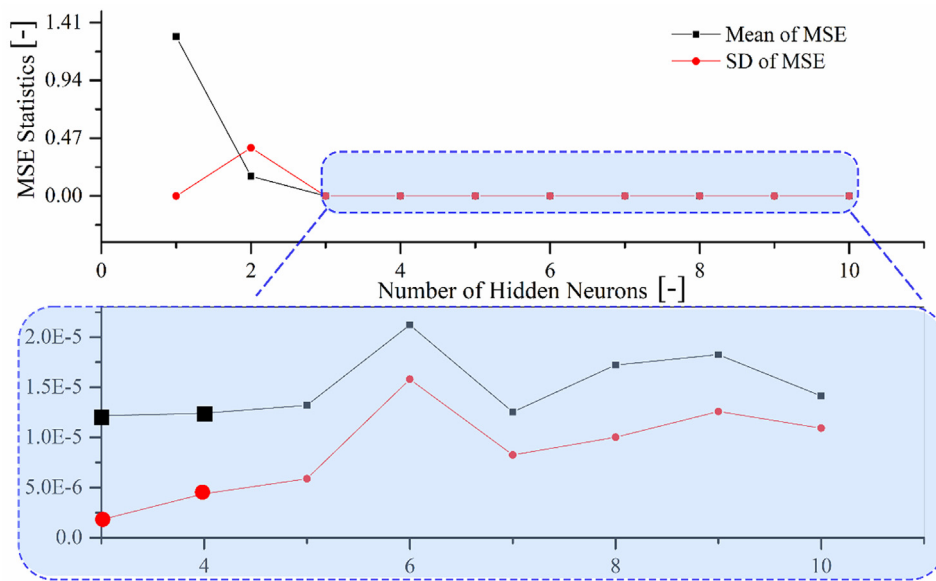 MSE Statistics [-]
1.41
0.94
0.47
0.00
Mean of MSE
SD of MSE
0 2 4 6 8 10
Number of Hidden Neurons [-]
2.0E-5
1.5E-5
1.0E-5
5.0E-6
0.0
4 6 8 10